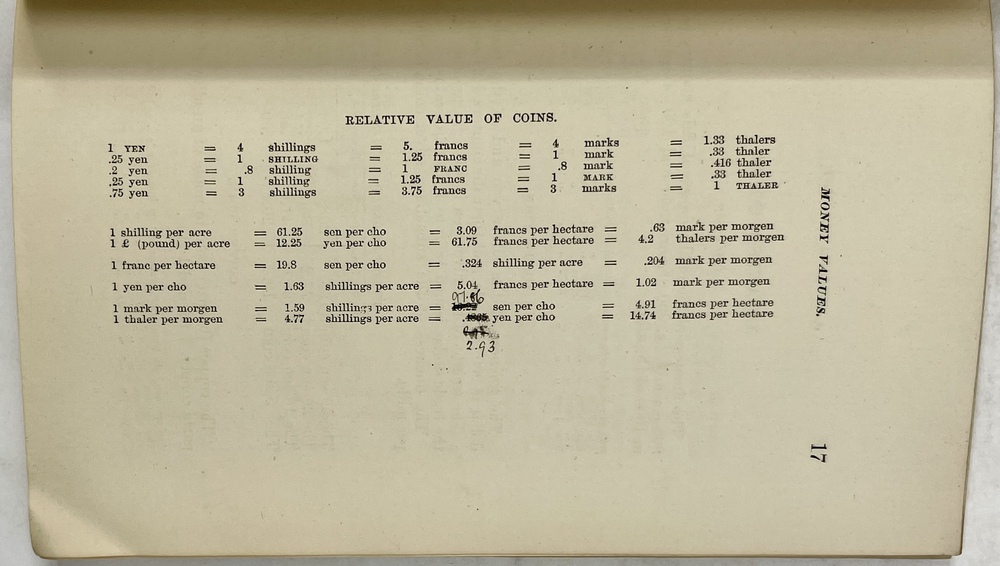 RELATIVE VALUE OF COINS.
1 YEN = 4 shillings = 5. francs = 4 marks = 1.33 thalers
.25 yen = 1 SHILLING = 1.25 francs = 1 mark = .33 thaler
.2 yen = .8 shilling = 1 FRANC = .8 mark = .416 thaler
.25 yen = 1 shilling = 1.25 francs = 1 MARK = .33 thaler
.75 yen = 3 shillings = 3.75 francs = 3 marks = 1 THALER
1 shilling per acre = 61.25 sen per cho = 3.09 francs per hectare = .63 mark per morgen
1 £ (pound) per acre = 12.25 yen per cho = 61.75 francs per hectare = 4.2 thalers per morgen
1 franc per hectare = 19.8 sen per cho = .324 shilling per acre = .204 mark per morgen
1 yen per cho = 1.63 shillings per acre = 5.04 francs per hectare = 1.02 mark per morgen
97.86
1 mark per morgen = 1.59 shillings per acre = sen per cho = 4.91 francs per hectare
1 thaler per morgen = 4.77 shillings per acre = yen per cho = 14.74 francs per hectare
2.93
MONEY VALUES.
17